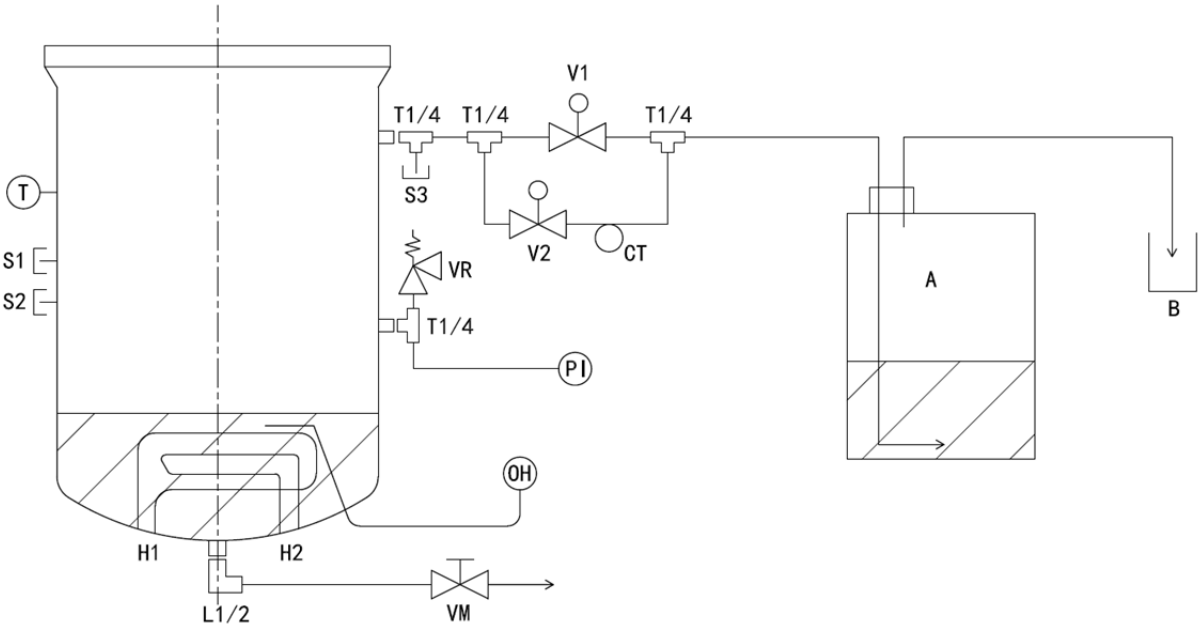 V1
T1/4 T1/4 T1/4
T
S3
S1
V2
CT
VR
S2
A
B
T1/4
PI
OH
H1
H2
L1/2
VM